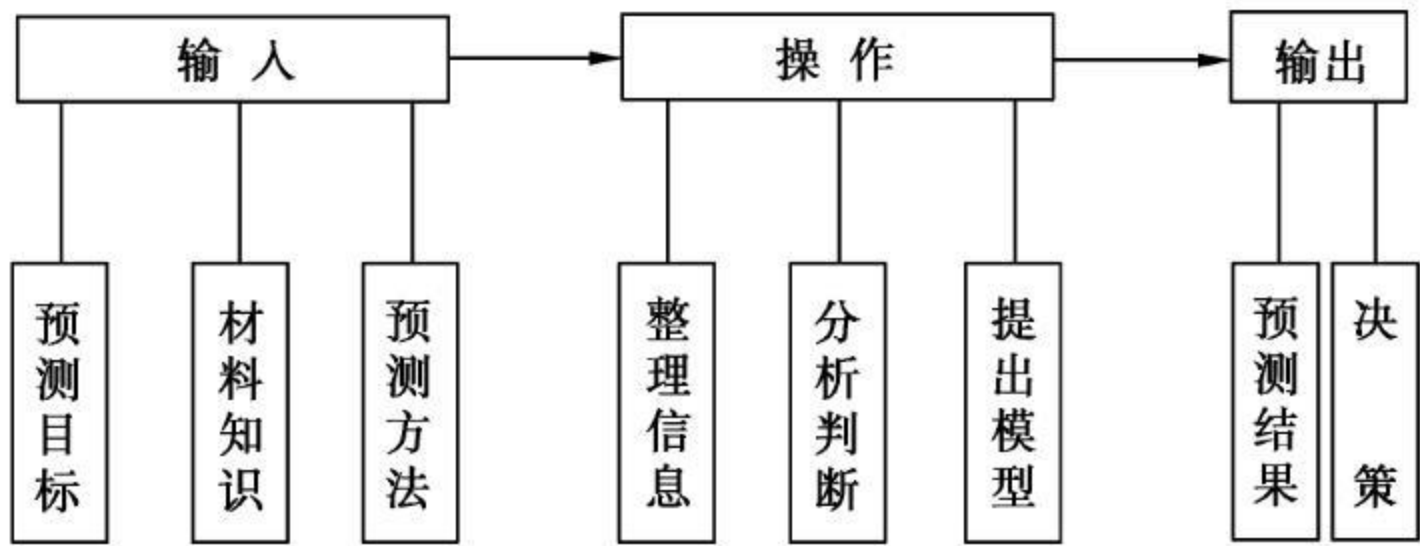 输入
操作
输出
预测目标
材料知识
预测方法
整理信息
分析判断
提出模型
预测结果
决策